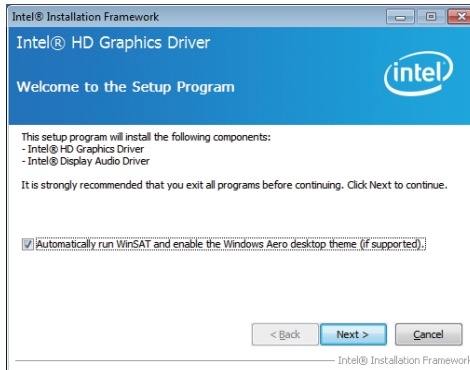 Intel® Installation Framework
Intel® HD Graphics Driver
Welcome to the Setup Program
intel®
This setup program will install the following components:
- Intel® HD Graphics Driver
- Intel® Display Audio Driver
It is strongly recommended that you exit all programs before continuing. Click Next to continue.
Automatically run WinSAT and enable the Windows Aero desktop theme (if supported).
< Back
Next >
Cancel
Intel® Installation Framework